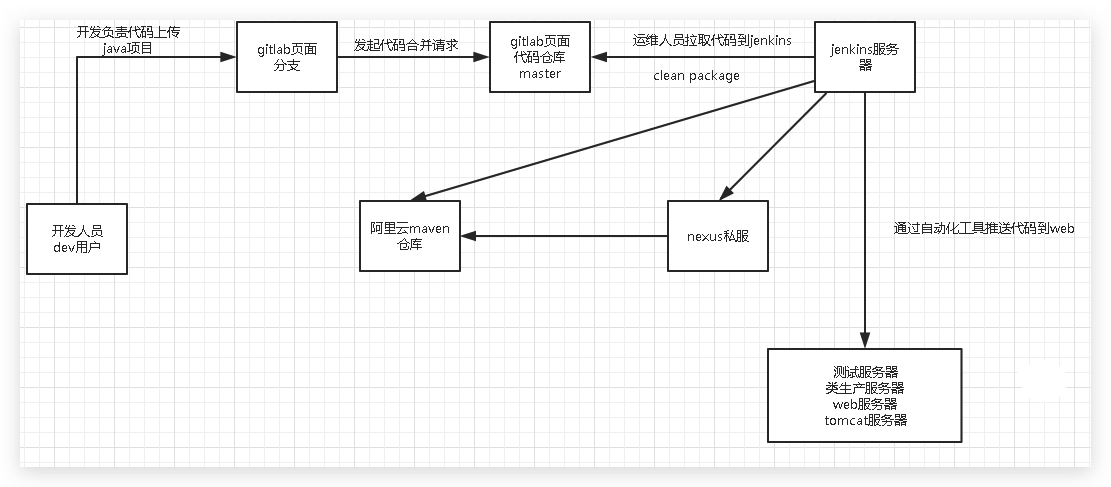 开发负责代码上传
java项目
gitlab页面
分支
发起代码合并请求
gitlab页面
代码仓库
master
运维人员拉取代码到jenkins
clean package
jenkins服务
器
开发人员
dev用户
阿里云maven
仓库
nexus私服
通过自动化工具推送代码到web
测试服务器
类生产服务器
web服务器
tomcat服务器